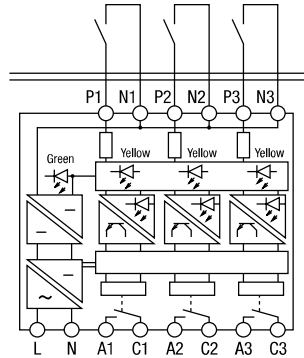 P1 N1 P2 N2 P3 N3
Green Yellow Yellow Yellow
L N A1 C1 A2 C2 A3 C3